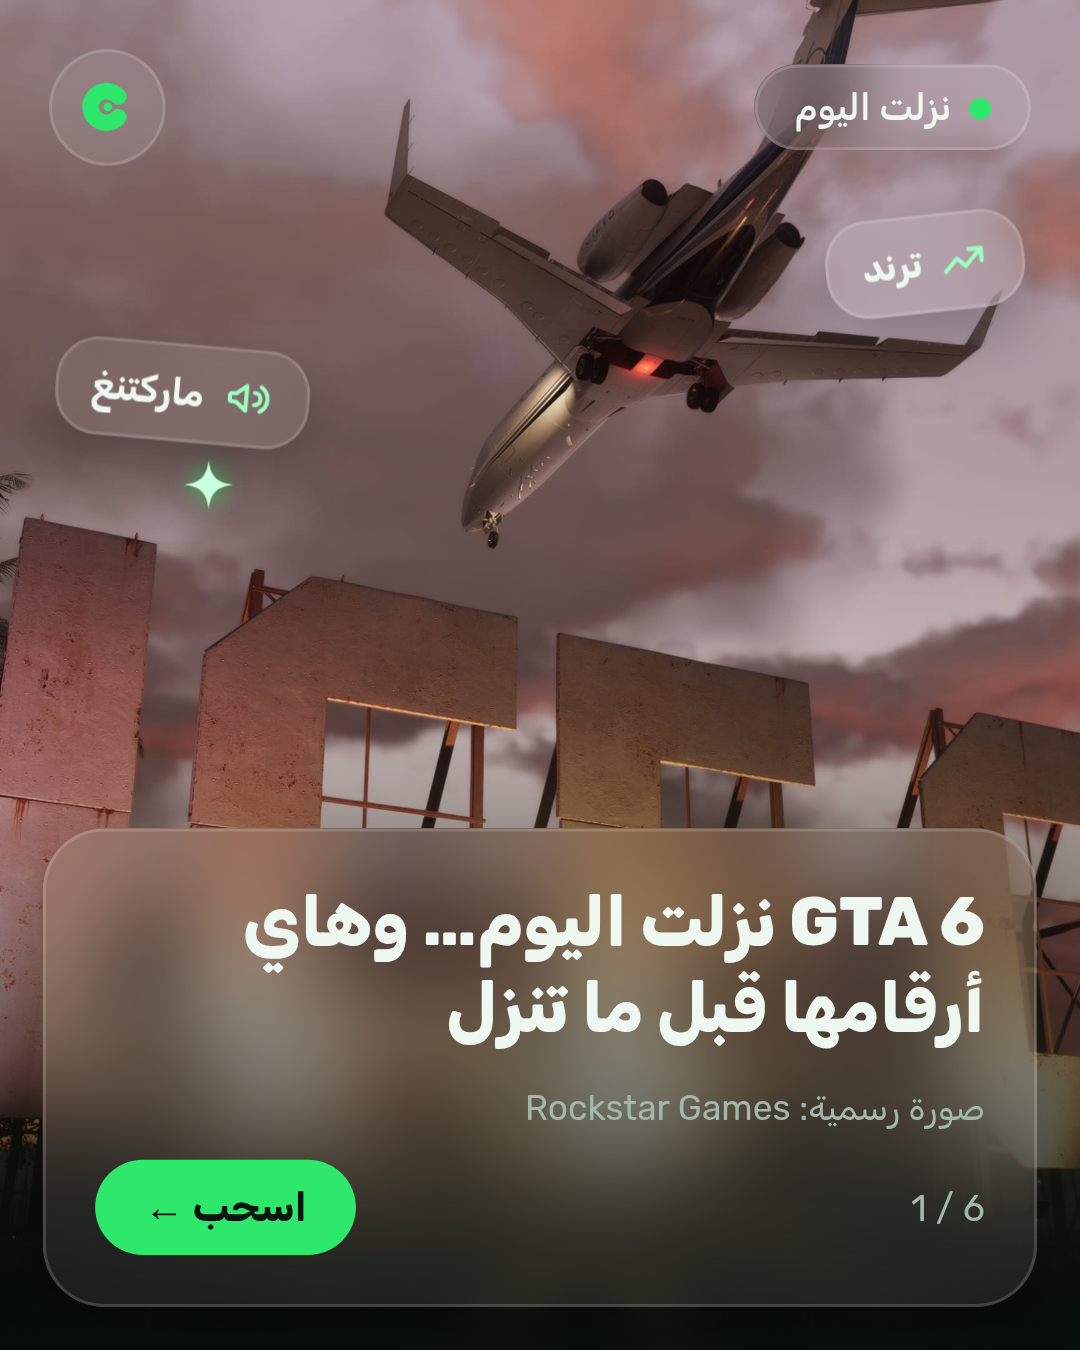 نزلت اليوم
ترند
ماركتنغ
GTA 6 نزلت اليوم... وهاي
أرقامها قبل ما تنزل
صورة رسمية: Rockstar Games
1 / 6
اسحب ←